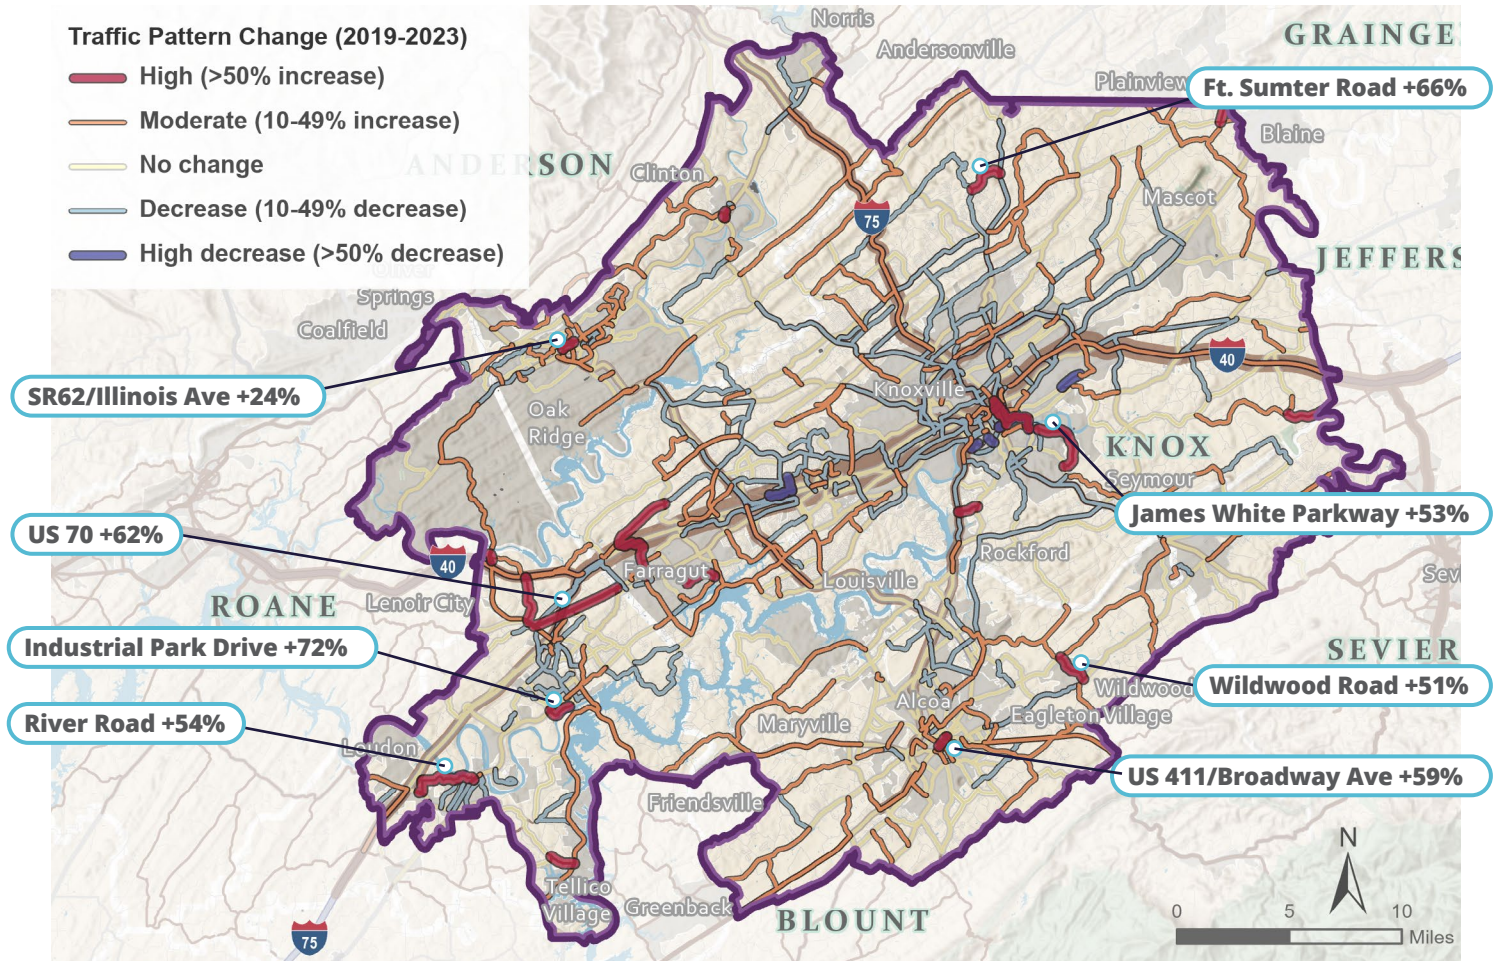 Traffic Pattern Change (2019-2023)
High (>50% increase)
Moderate (10-49% increase)
No change
Decrease (10-49% decrease)
High decrease (>50% decrease)
Norris
Andersonville
GRAINGE
Plainview
Ft. Sumter Road +66%
Blaine
ANDERSON
Clinton
Mascot
75
JEFFERS
Oliver
Springs
Coalfield
40
SR62/Illinois Ave +24%
Knoxville
Oak
Ridge
KNOX
Seymour
James White Parkway +53%
US 70 +62%
40
Rockford
Farragut
Louisville
Sevi
Lenoir City
ROANE
Industrial Park Drive +72%
SEVIER
Wildwood
Wildwood Road +51%
Alcoa
Eagleton Village
Maryville
River Road +54%
Loudon
US 411/Broadway Ave +59%
Friendsville
N
Tellico
Village
Greenback
BLOUNT
75
0 5 10
Miles